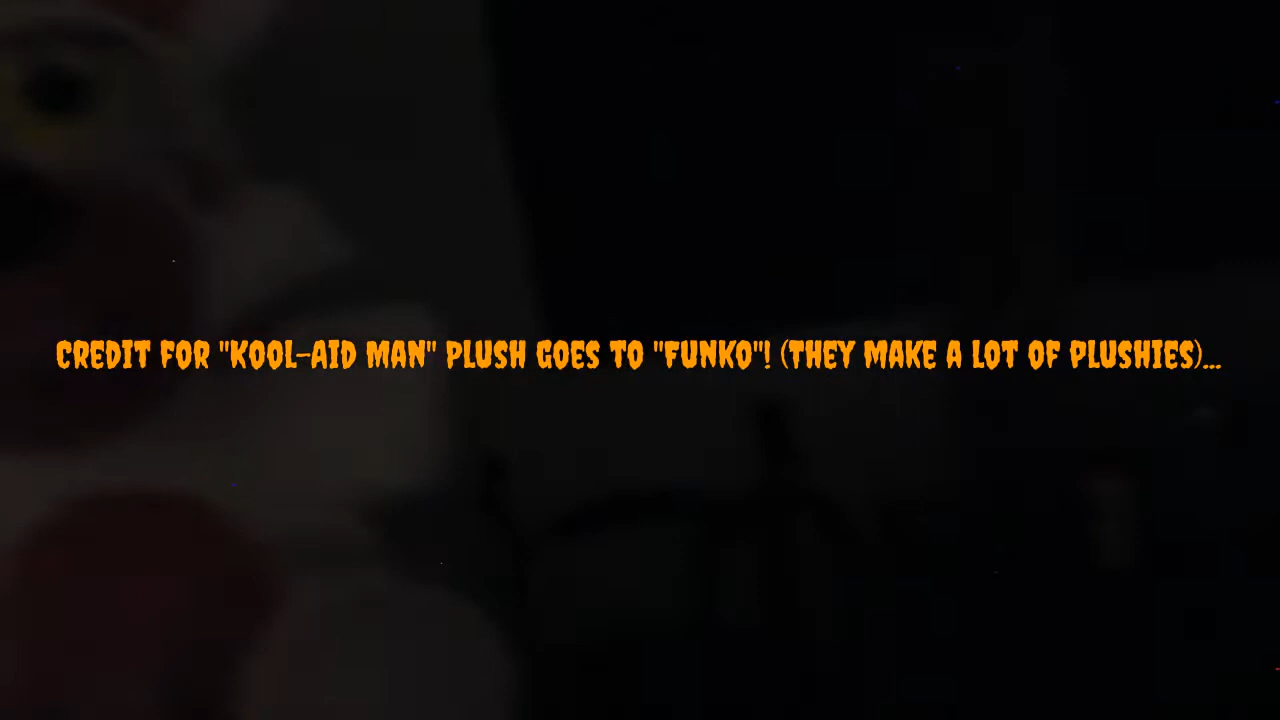 CREDIT FOR "KOOL-AID MAN" PLUSH GOES TO "FUNKO"! (THEY MAKE A LOT OF PLUSHIES)...